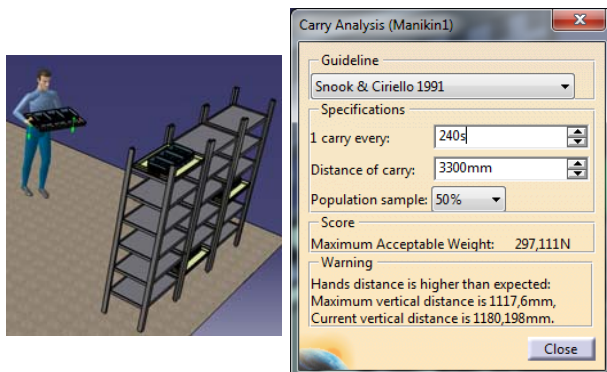 Carry Analysis (Manikin1)
Guideline
Snook & Ciriello 1991
Specifications
1 carry every: 240s
Distance of carry: 3300mm
Population sample: 50%
Score
Maximum Acceptable Weight: 297,111N
Warning
Hands distance is higher than expected:
Maximum vertical distance is 1117,6mm,
Current vertical distance is 1180,198mm.
Close